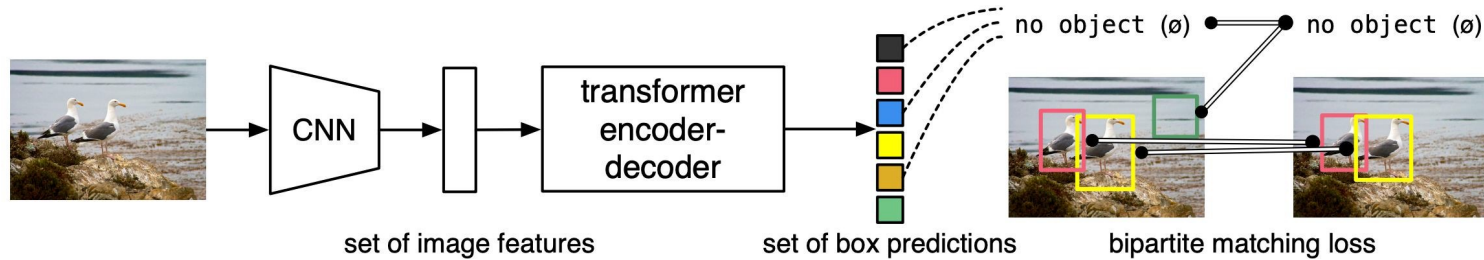 no object (ø) no object (ø)
CNN
transformer
encoder-
decoder
set of image features set of box predictions bipartite matching loss